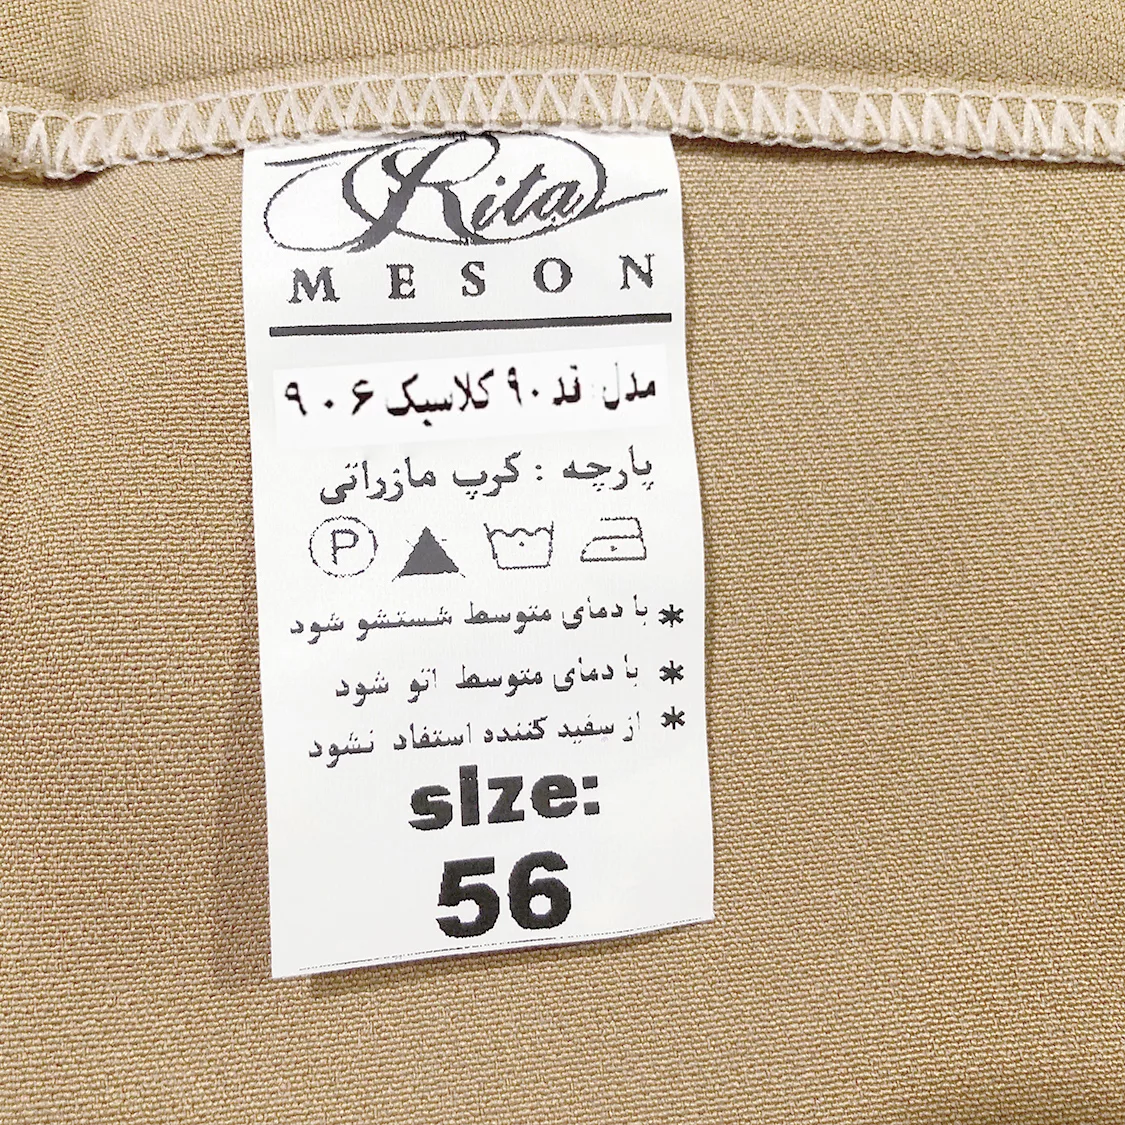 Rita
MESON
مدل قد ۹۰ کلاسیک ۹۰۶
پارچه : کرپ مازراتی
P
* با دمای متوسط شستشو شود
* با دمای متوسط اتو شود
* از سفید کننده استفاد نشود
size:
56